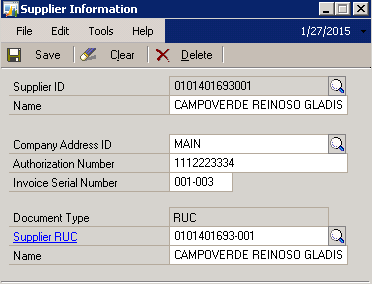 Supplier Information
File Edit Tools Help 1/27/2015
Save Clear Delete
Supplier ID 0101401693001
Name CAMPOVERDE REINOSO GLADIS
Company Address ID MAIN
Authorization Number 1112223334
Invoice Serial Number 001-003
Document Type RUC
Supplier RUC 0101401693-001
Name CAMPOVERDE REINOSO GLADIS